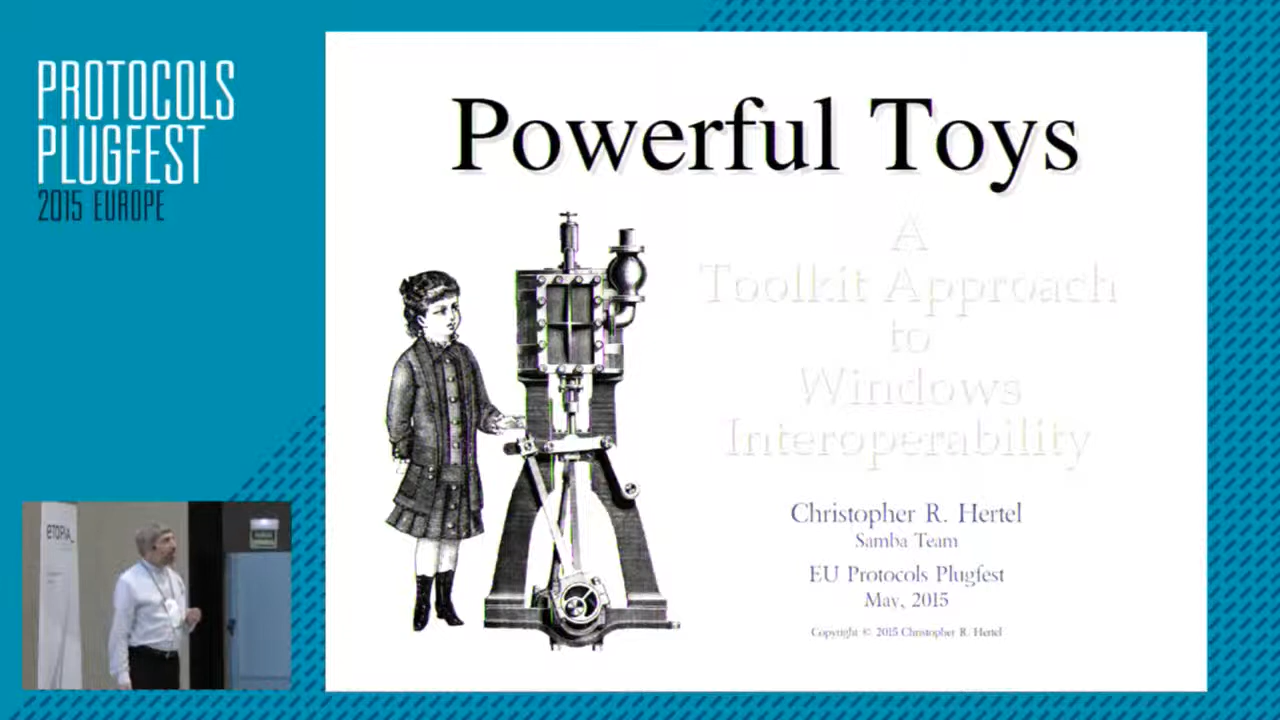 PROTOCOLS
PLUGFEST
2015 EUROPE
Powerful Toys
A
Toolkit Approach
to
Windows
Interoperability
Christopher R. Hertel
Samba Team
EU Protocols Plugfest
May, 2015
Copyright © 2015 Christopher R. Hertel
eTOPIA_